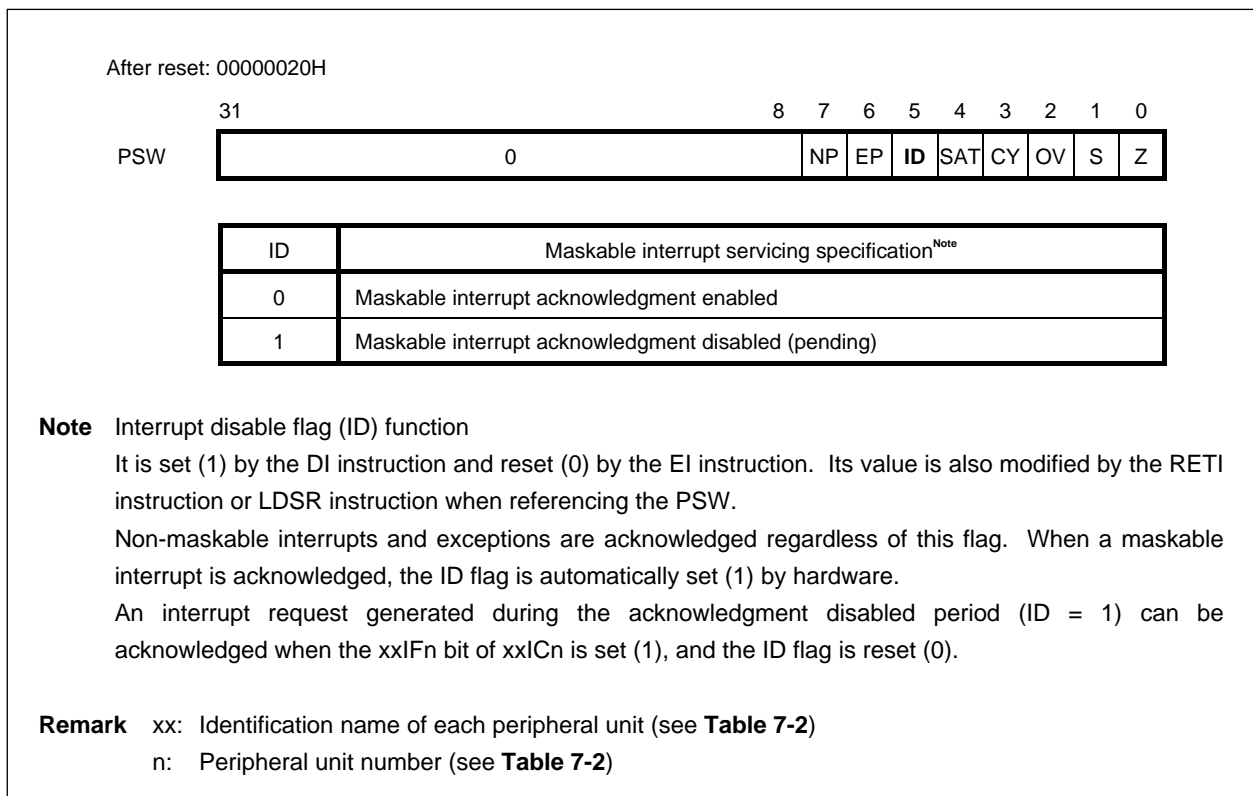 After reset: 00000020H
31 8 7 6 5 4 3 2 1 0
PSW 0 NP EP ID SAT CY OV S Z
ID Maskable interrupt servicing specificationNote
0 Maskable interrupt acknowledgment enabled
1 Maskable interrupt acknowledgment disabled (pending)
Note Interrupt disable flag (ID) function
It is set (1) by the DI instruction and reset (0) by the EI instruction. Its value is also modified by the RETI
instruction or LDSR instruction when referencing the PSW.
Non-maskable interrupts and exceptions are acknowledged regardless of this flag. When a maskable
interrupt is acknowledged, the ID flag is automatically set (1) by hardware.
An interrupt request generated during the acknowledgment disabled period (ID = 1) can be
acknowledged when the xxIFn bit of xxICn is set (1), and the ID flag is reset (0).
Remark xx: Identification name of each peripheral unit (see Table 7-2)
n: Peripheral unit number (see Table 7-2)